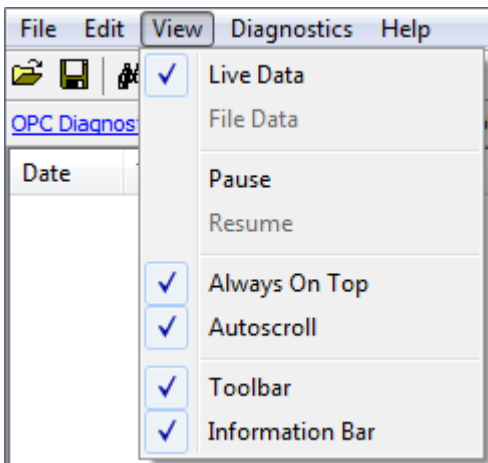 File Edit View Diagnostics Help
Live Data
OPC
File Data
Date
Pause
Resume
Always On Top
Autoscroll
Toolbar
Information Bar